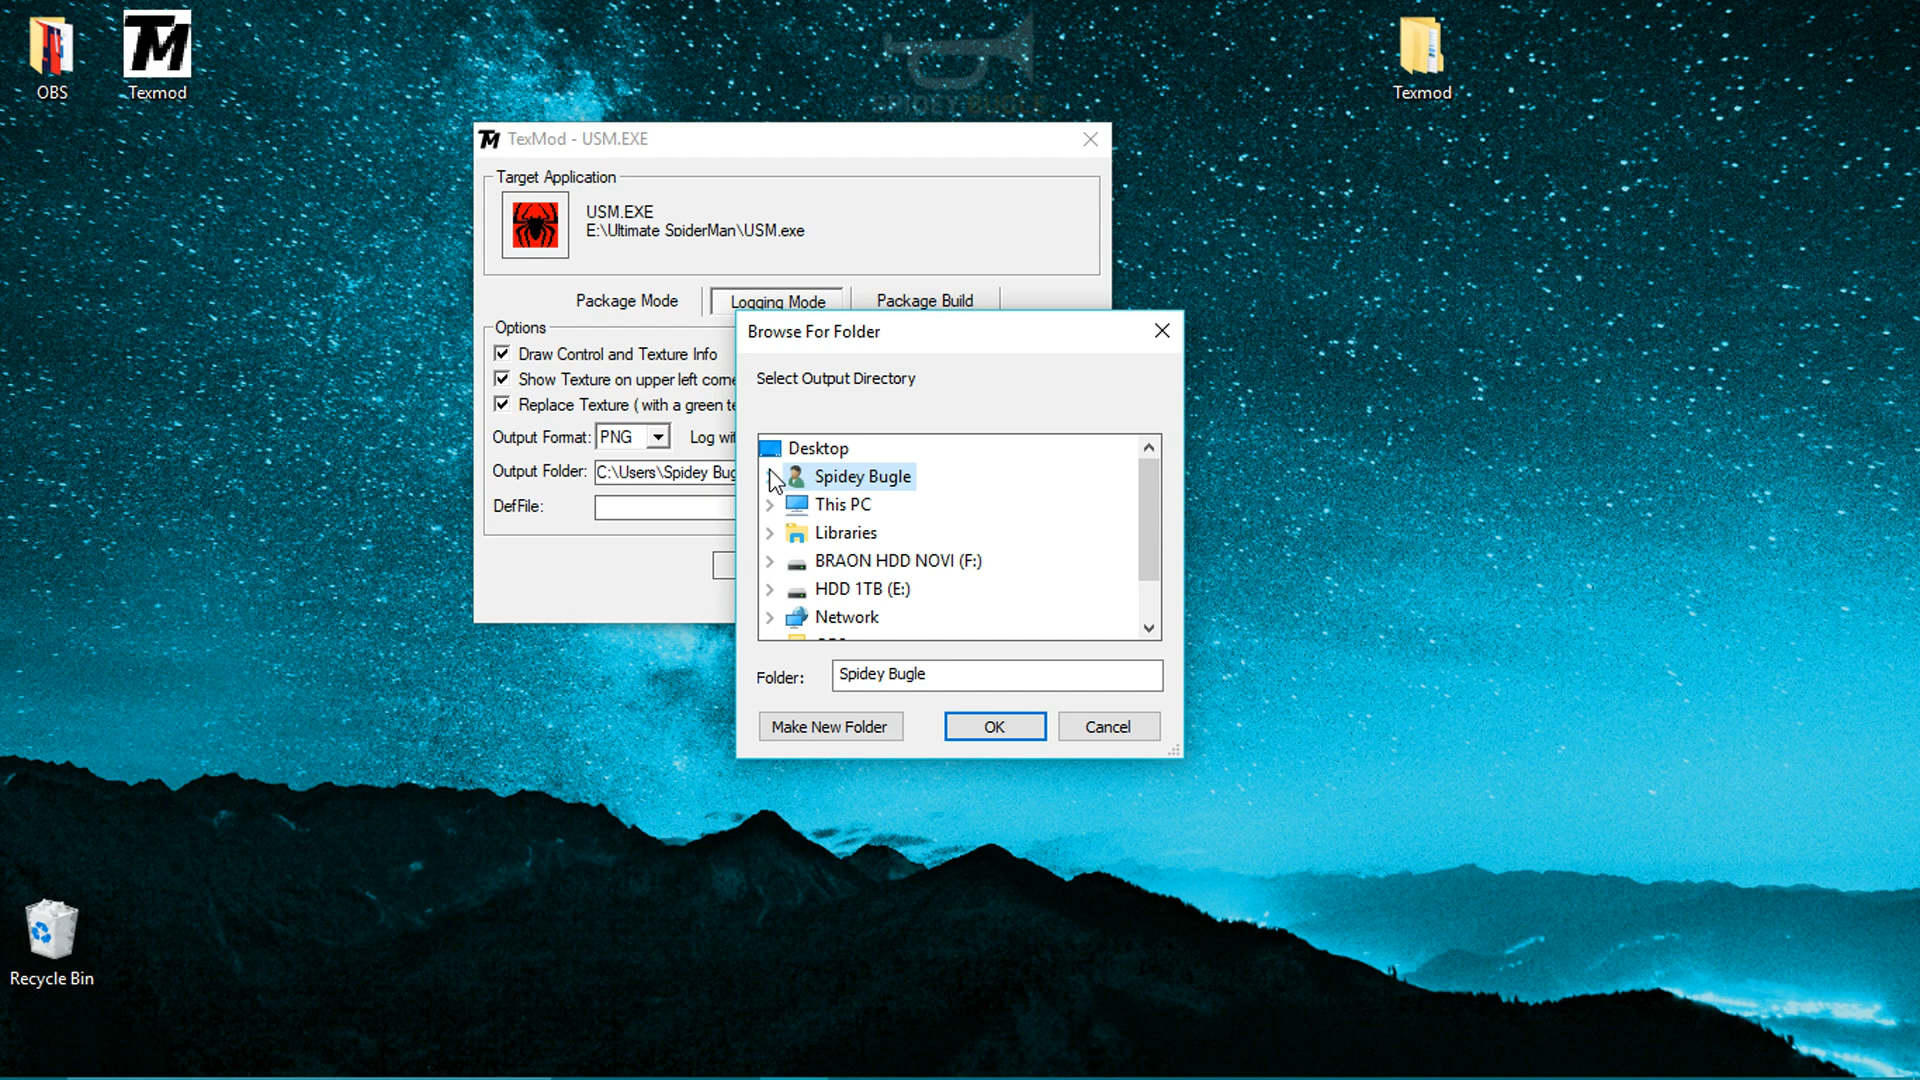 OBS
Texmod
Texmod
SPIDEY BUGLE
TM TexMod - USM.EXE
Target Application
USM.EXE
E:\Ultimate SpiderMan\USM.exe
Package Mode
Logging Mode
Package Build
Options
Draw Control and Texture Info
Show Texture on upper left
Replace Texture ( with a green
Output Format: PNG Log
Output Folder: C:\Users\Spidey Bug
DefFile:
Browse For Folder
Select Output Directory
Desktop
Spidey Bugle
This PC
Libraries
BRAON HDD NOVI (F:)
HDD 1TB (E:)
Network
Folder: Spidey Bugle
Make New Folder
OK
Cancel
Recycle Bin